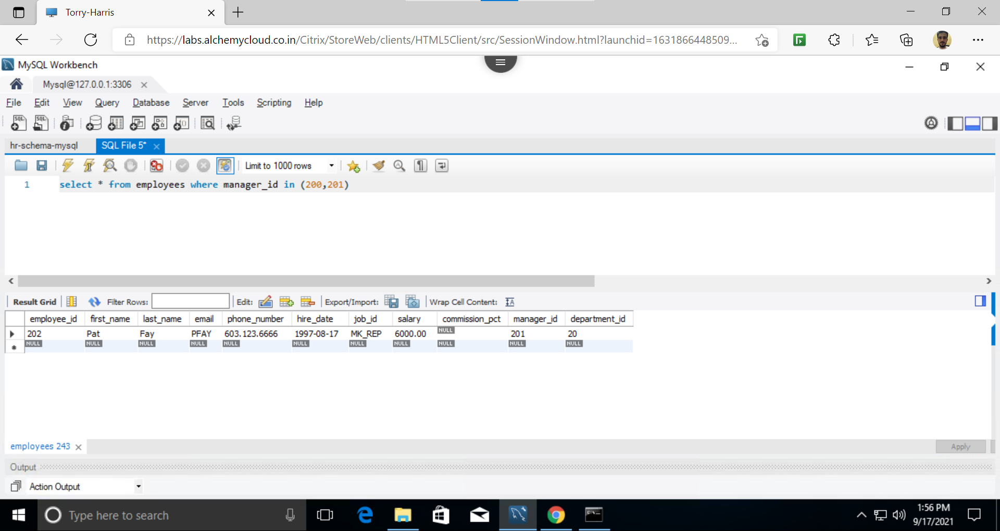 Torry-Harris
https://labs.alchemycloud.co.in/Citrix/StoreWeb/clients/HTML5Client/src/SessionWindow.html?launchid=1631866448509...
MySQL Workbench
Mysql@127.0.0.1:3306
File Edit View Query Database Server Tools Scripting Help
hr-schema-mysql SQL File 5*
Limit to 1000 rows
1 select * from employees where manager_id in (200,201)
Result Grid Filter Rows: Edit: Export/Import: Wrap Cell Content:
employee_id first_name last_name email phone_number hire_date job_id salary commission_pct manager_id department_id
202 Pat Fay PFAY 603.123.6666 1997-08-17 MK_REP 6000.00 NULL 201 20
NULL NULL NULL NULL NULL NULL NULL NULL NULL NULL NULL
employees 243 Apply
Output
Action Output
Type here to search
1:56 PM
9/17/2021